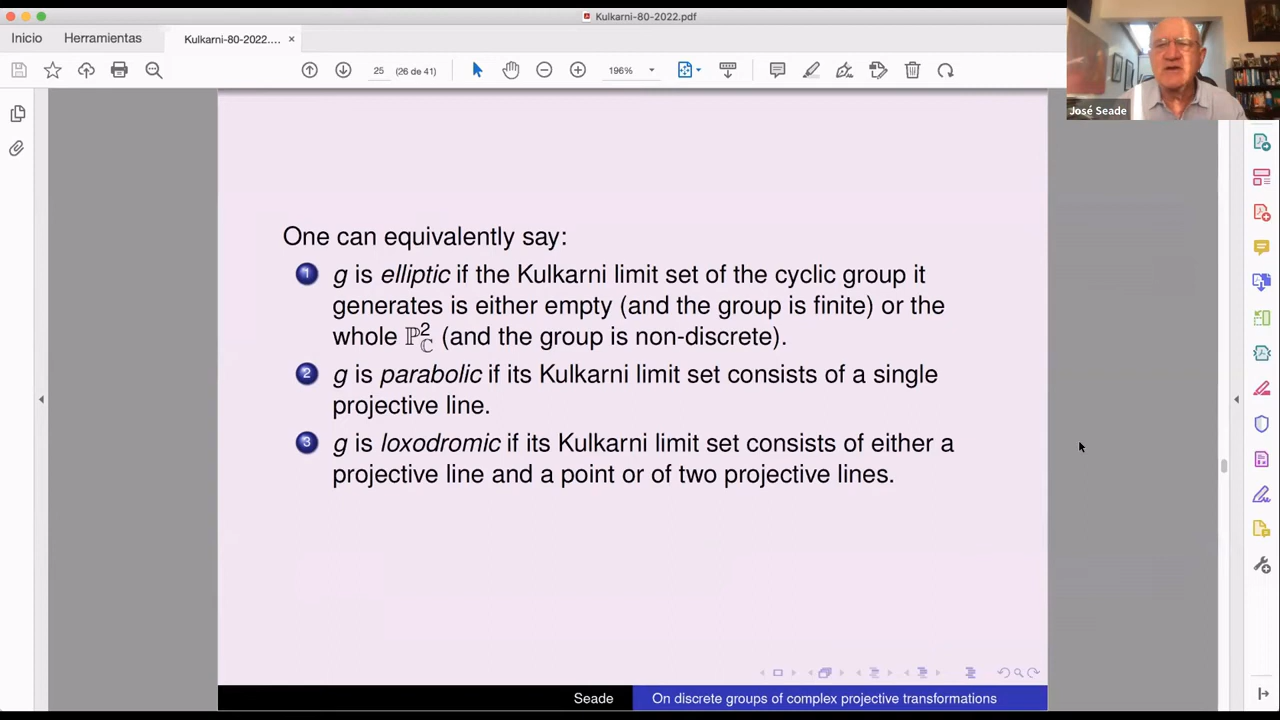 Kulkarni-80-2022.pdf
Inicio
Herramientas
Kulkarni-80-2022....
25
(26 de 41)
196%
José Seade
One can equivalently say:
1 g is elliptic if the Kulkarni limit set of the cyclic group it
generates is either empty (and the group is finite) or the
whole ℙ²_ℂ (and the group is non-discrete).
2 g is parabolic if its Kulkarni limit set consists of a single
projective line.
3 g is loxodromic if its Kulkarni limit set consists of either a
projective line and a point or of two projective lines.
Seade
On discrete groups of complex projective transformations